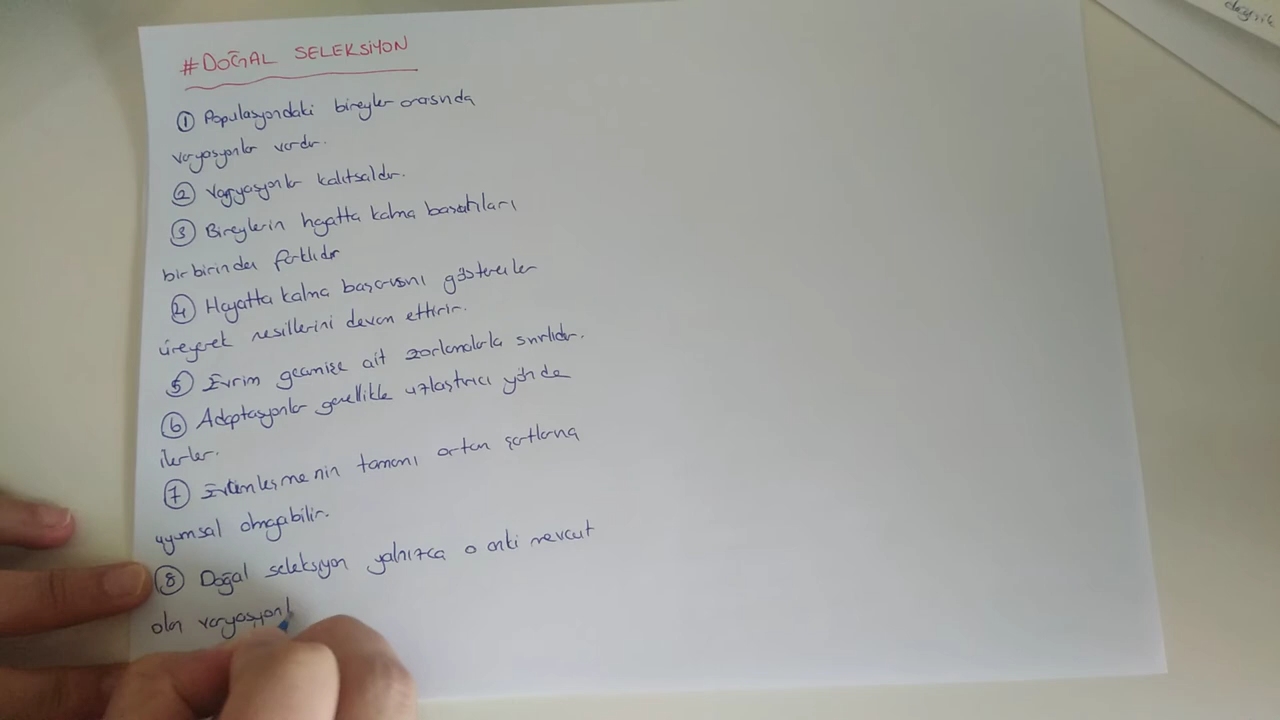 #DOĞAL SELEKSİYON
① Populasyondaki bireyler arasında
varyasyonlar vardır.
② Varyasyonlar kalıtsaldır.
③ Bireylerin hayatta kalma başarıları
birbirinden farklıdır
④ Hayatta kalma başarısını gösterenler
üreyerek nesillerini devam ettirir.
⑤ Evrim geçmişe ait zorlamalarla sınırlıdır.
⑥ Adaptasyonlar genellikle uzlaştırıcı yönde
ilerler.
⑦ Evrimleşmenin tamamı ortam şartlarına
uyumsal olmayabilir.
⑧ Doğal seleksiyon yalnızca o anki mevcut
olan varyasyonl